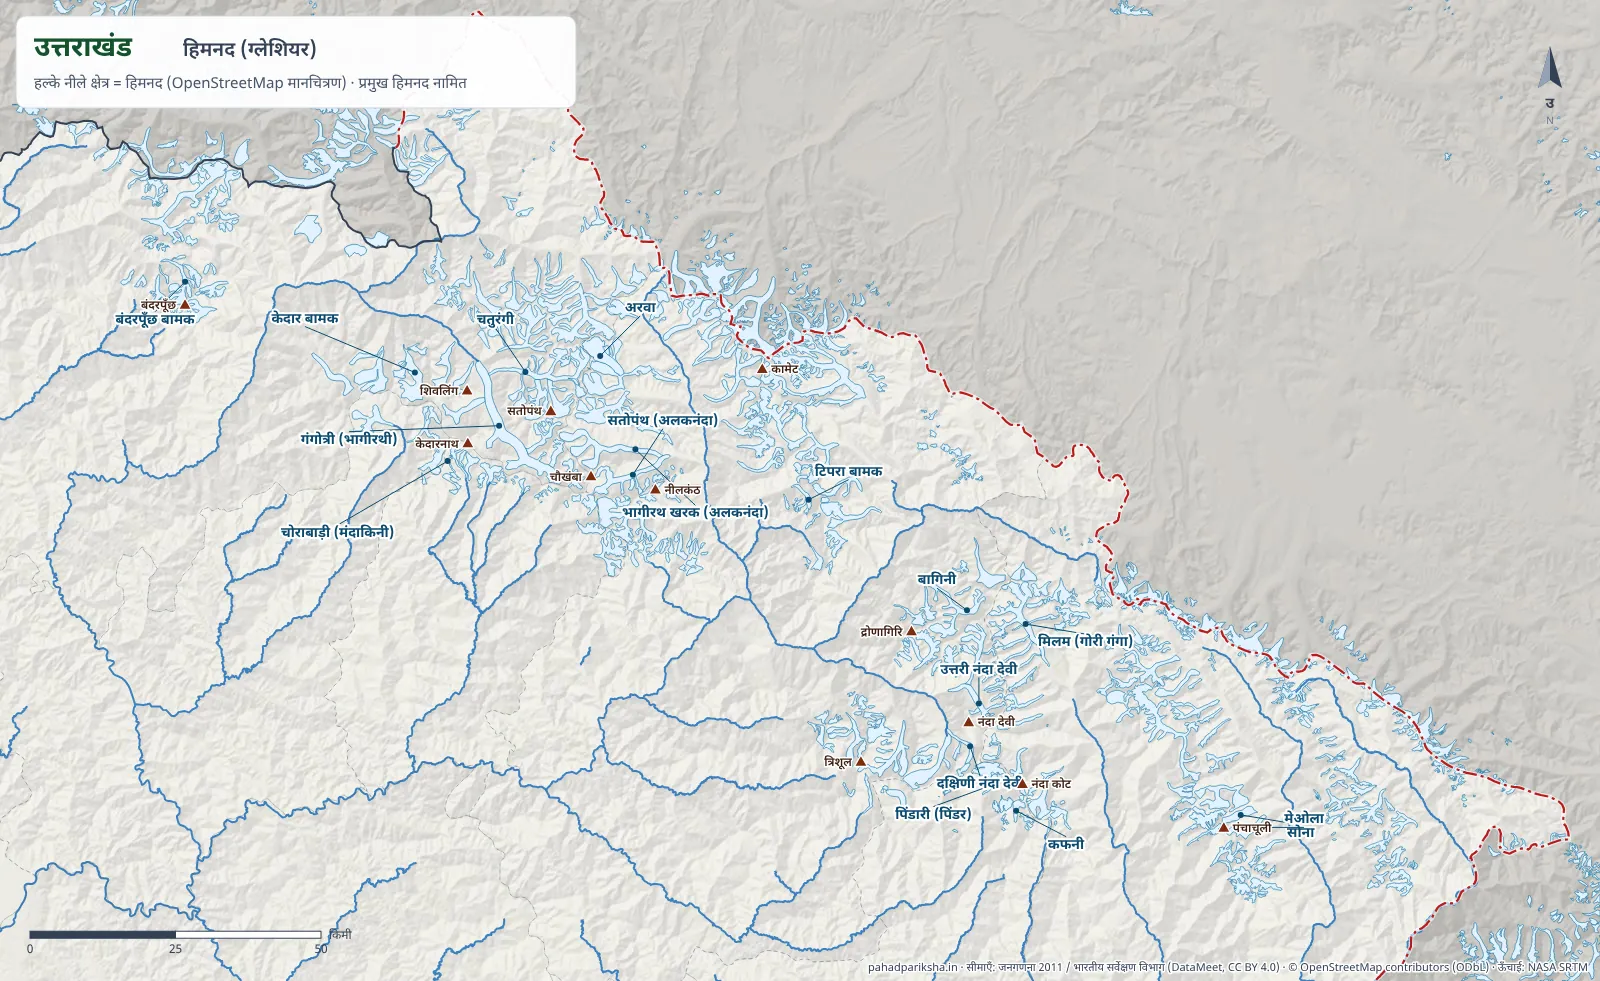 उत्तराखंड हिमनद (ग्लेशियर)
हल्के नीले क्षेत्र = हिमनद (OpenStreetMap मानचित्रण) · प्रमुख हिमनद नामित
उ
N
बंदरपूँछ
बंदरपूँछ बामक
केदार बामक
चतुरंगी
अरवा
कामेट
शिवलिंग
सतोपंथ
सतोपंथ (अलकनंदा)
गंगोत्री (भागीरथी)
केदारनाथ
चौखंबा
नीलकंठ
टिपरा बामक
भागीरथ खरक (अलकनंदा)
चोराबाड़ी (मंदाकिनी)
बागिनी
द्रोणागिरि
मिलम (गोरी गंगा)
उत्तरी नंदा देवी
नंदा देवी
त्रिशूल
दक्षिणी नंदा देवी
नंदा कोट
पिंडारी (पिंडर)
कफनी
पंचाचूली
मेओला
सोना
0 25 50 किमी
pahadpariksha.in · सीमाएँ: जनगणना 2011 / भारतीय सर्वेक्षण विभाग (DataMeet, CC BY 4.0) · © OpenStreetMap contributors (ODbL) · ऊँचाई: NASA SRTM